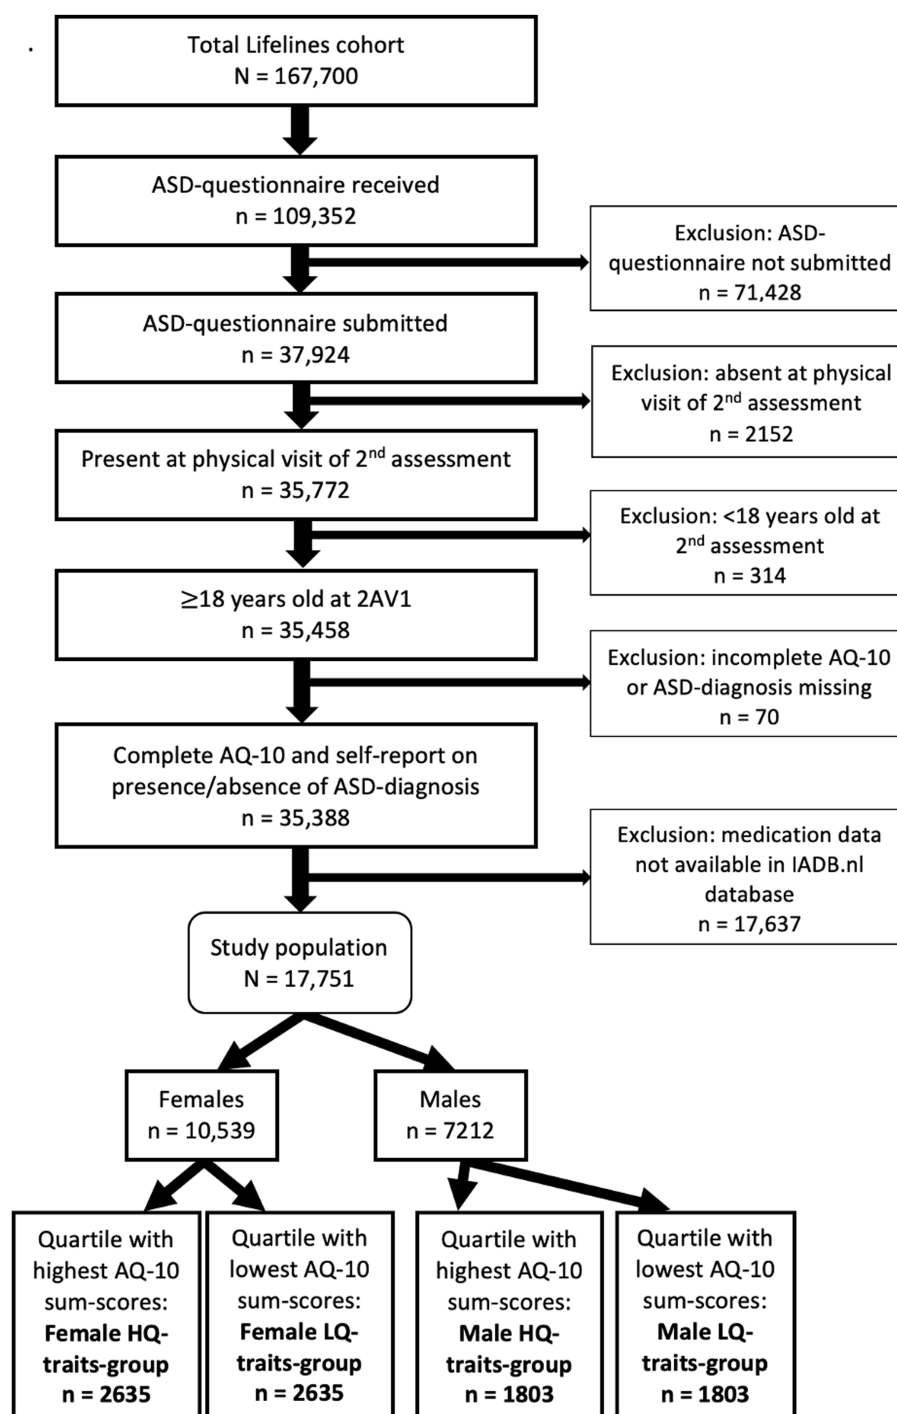 Total Lifelines cohort
N = 167,700
ASD-questionnaire received
n = 109,352
Exclusion: ASD-
questionnaire not submitted
n = 71,428
ASD-questionnaire submitted
n = 37,924
Exclusion: absent at physical
visit of 2nd assessment
n = 2152
Present at physical visit of 2nd assessment
n = 35,772
Exclusion: <18 years old at
2nd assessment
n = 314
≥18 years old at 2AV1
n = 35,458
Exclusion: incomplete AQ-10
or ASD-diagnosis missing
n = 70
Complete AQ-10 and self-report on
presence/absence of ASD-diagnosis
n = 35,388
Exclusion: medication data
not available in IADB.nl
database
n = 17,637
Study population
N = 17,751
Females
n = 10,539
Males
n = 7212
Quartile with
highest AQ-10
sum-scores:
Female HQ-
traits-group
n = 2635
Quartile with
lowest AQ-10
sum-scores:
Female LQ-
traits-group
n = 2635
Quartile with
highest AQ-10
sum-scores:
Male HQ-
traits-group
n = 1803
Quartile with
lowest AQ-10
sum-scores:
Male LQ-
traits-group
n = 1803